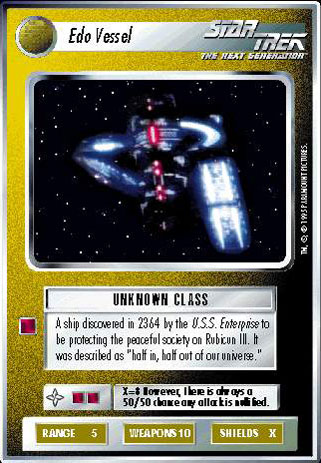 Edo Vessel
STAR TREK
THE NEXT GENERATION
TM, ®, © 1995 PARAMOUNT PICTURES.
UNKNOWN CLASS
A ship discovered in 2364 by the U.S.S. Enterprise to
be protecting the peaceful society on Rubicun III. It
was described as "half in, half out of our universe."
X=8 However, there is always a
50/50 chance any attack is nullified.
RANGE 5
WEAPONS 10
SHIELDS X